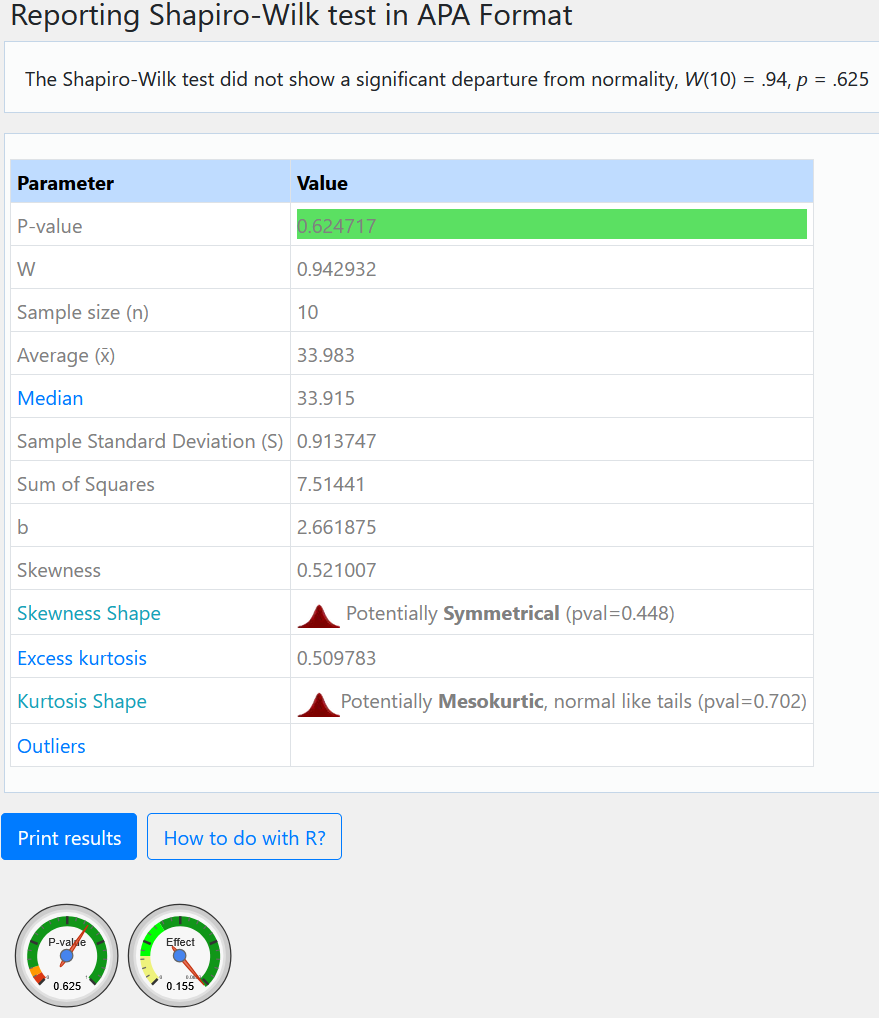 Reporting Shapiro-Wilk test in APA Format
The Shapiro-Wilk test did not show a significant departure from normality, W(10) = .94, p = .625
Parameter Value
P-value 0.624717
W 0.942932
Sample size (n) 10
Average (x̄) 33.983
Median 33.915
Sample Standard Deviation (S) 0.913747
Sum of Squares 7.51441
b 2.661875
Skewness 0.521007
Skewness Shape Potentially Symmetrical (pval=0.448)
Excess kurtosis 0.509783
Kurtosis Shape Potentially Mesokurtic, normal like tails (pval=0.702)
Outliers
Print results How to do with R?
P-value Effect
0 1 0
0.625 0.155